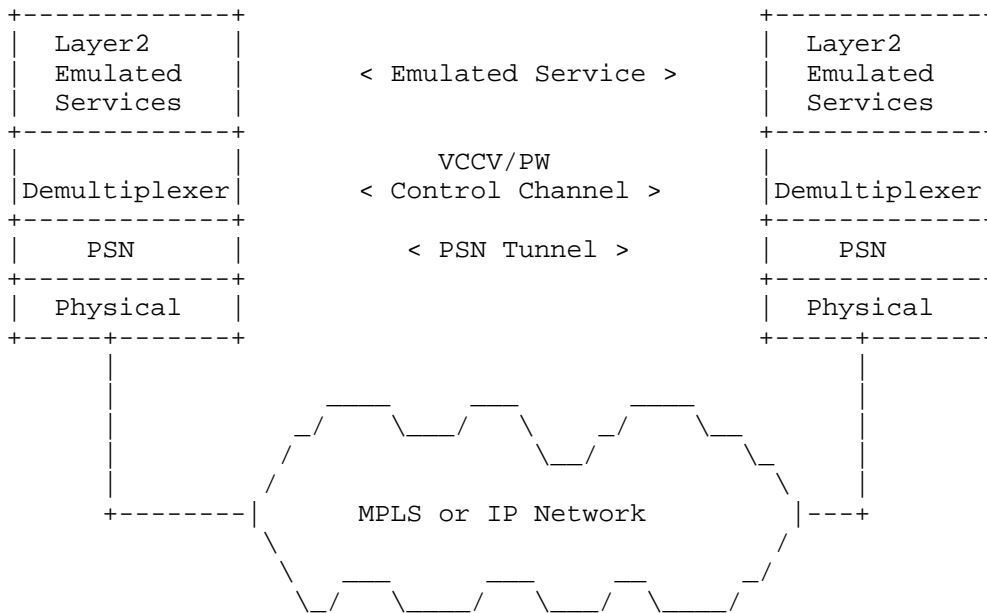 Layer2 Layer2
Emulated < Emulated Service > Emulated
Services Services
VCCV/PW
Demultiplexer < Control Channel > Demultiplexer
PSN < PSN Tunnel > PSN
Physical Physical
MPLS or IP Network